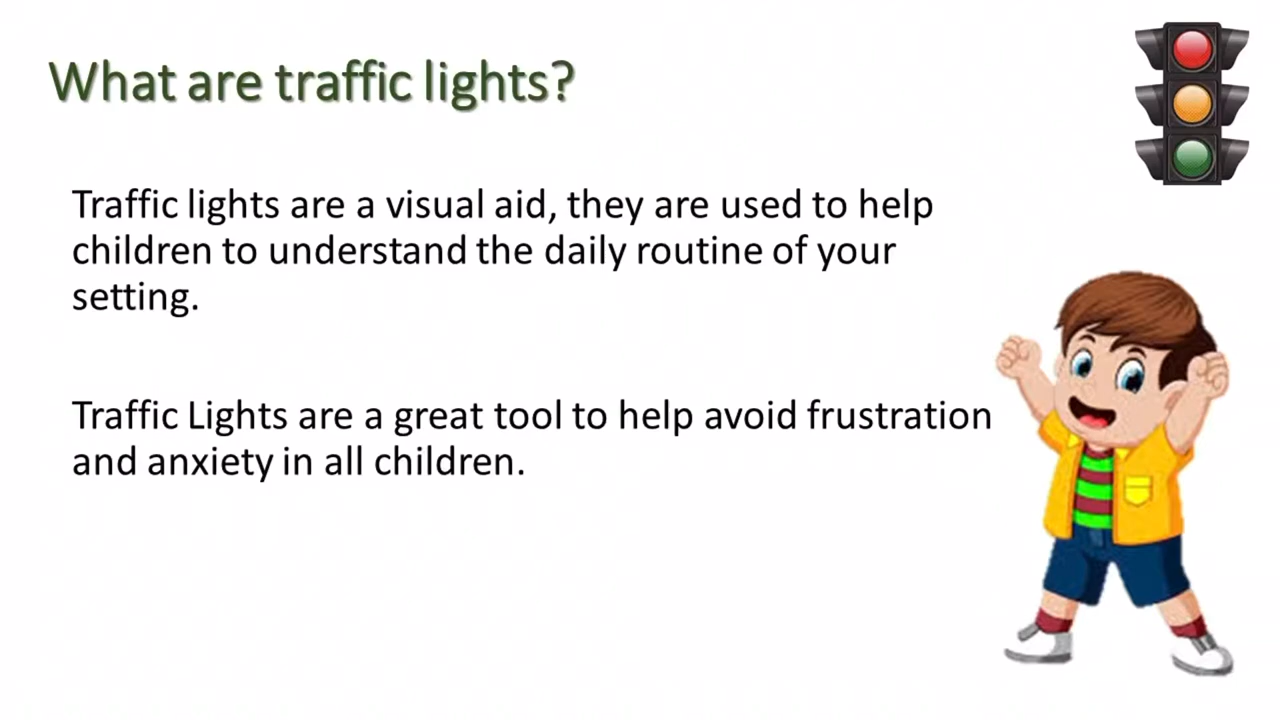 What are traffic lights?
Traffic lights are a visual aid, they are used to help
children to understand the daily routine of your
setting.
Traffic Lights are a great tool to help avoid frustration
and anxiety in all children.